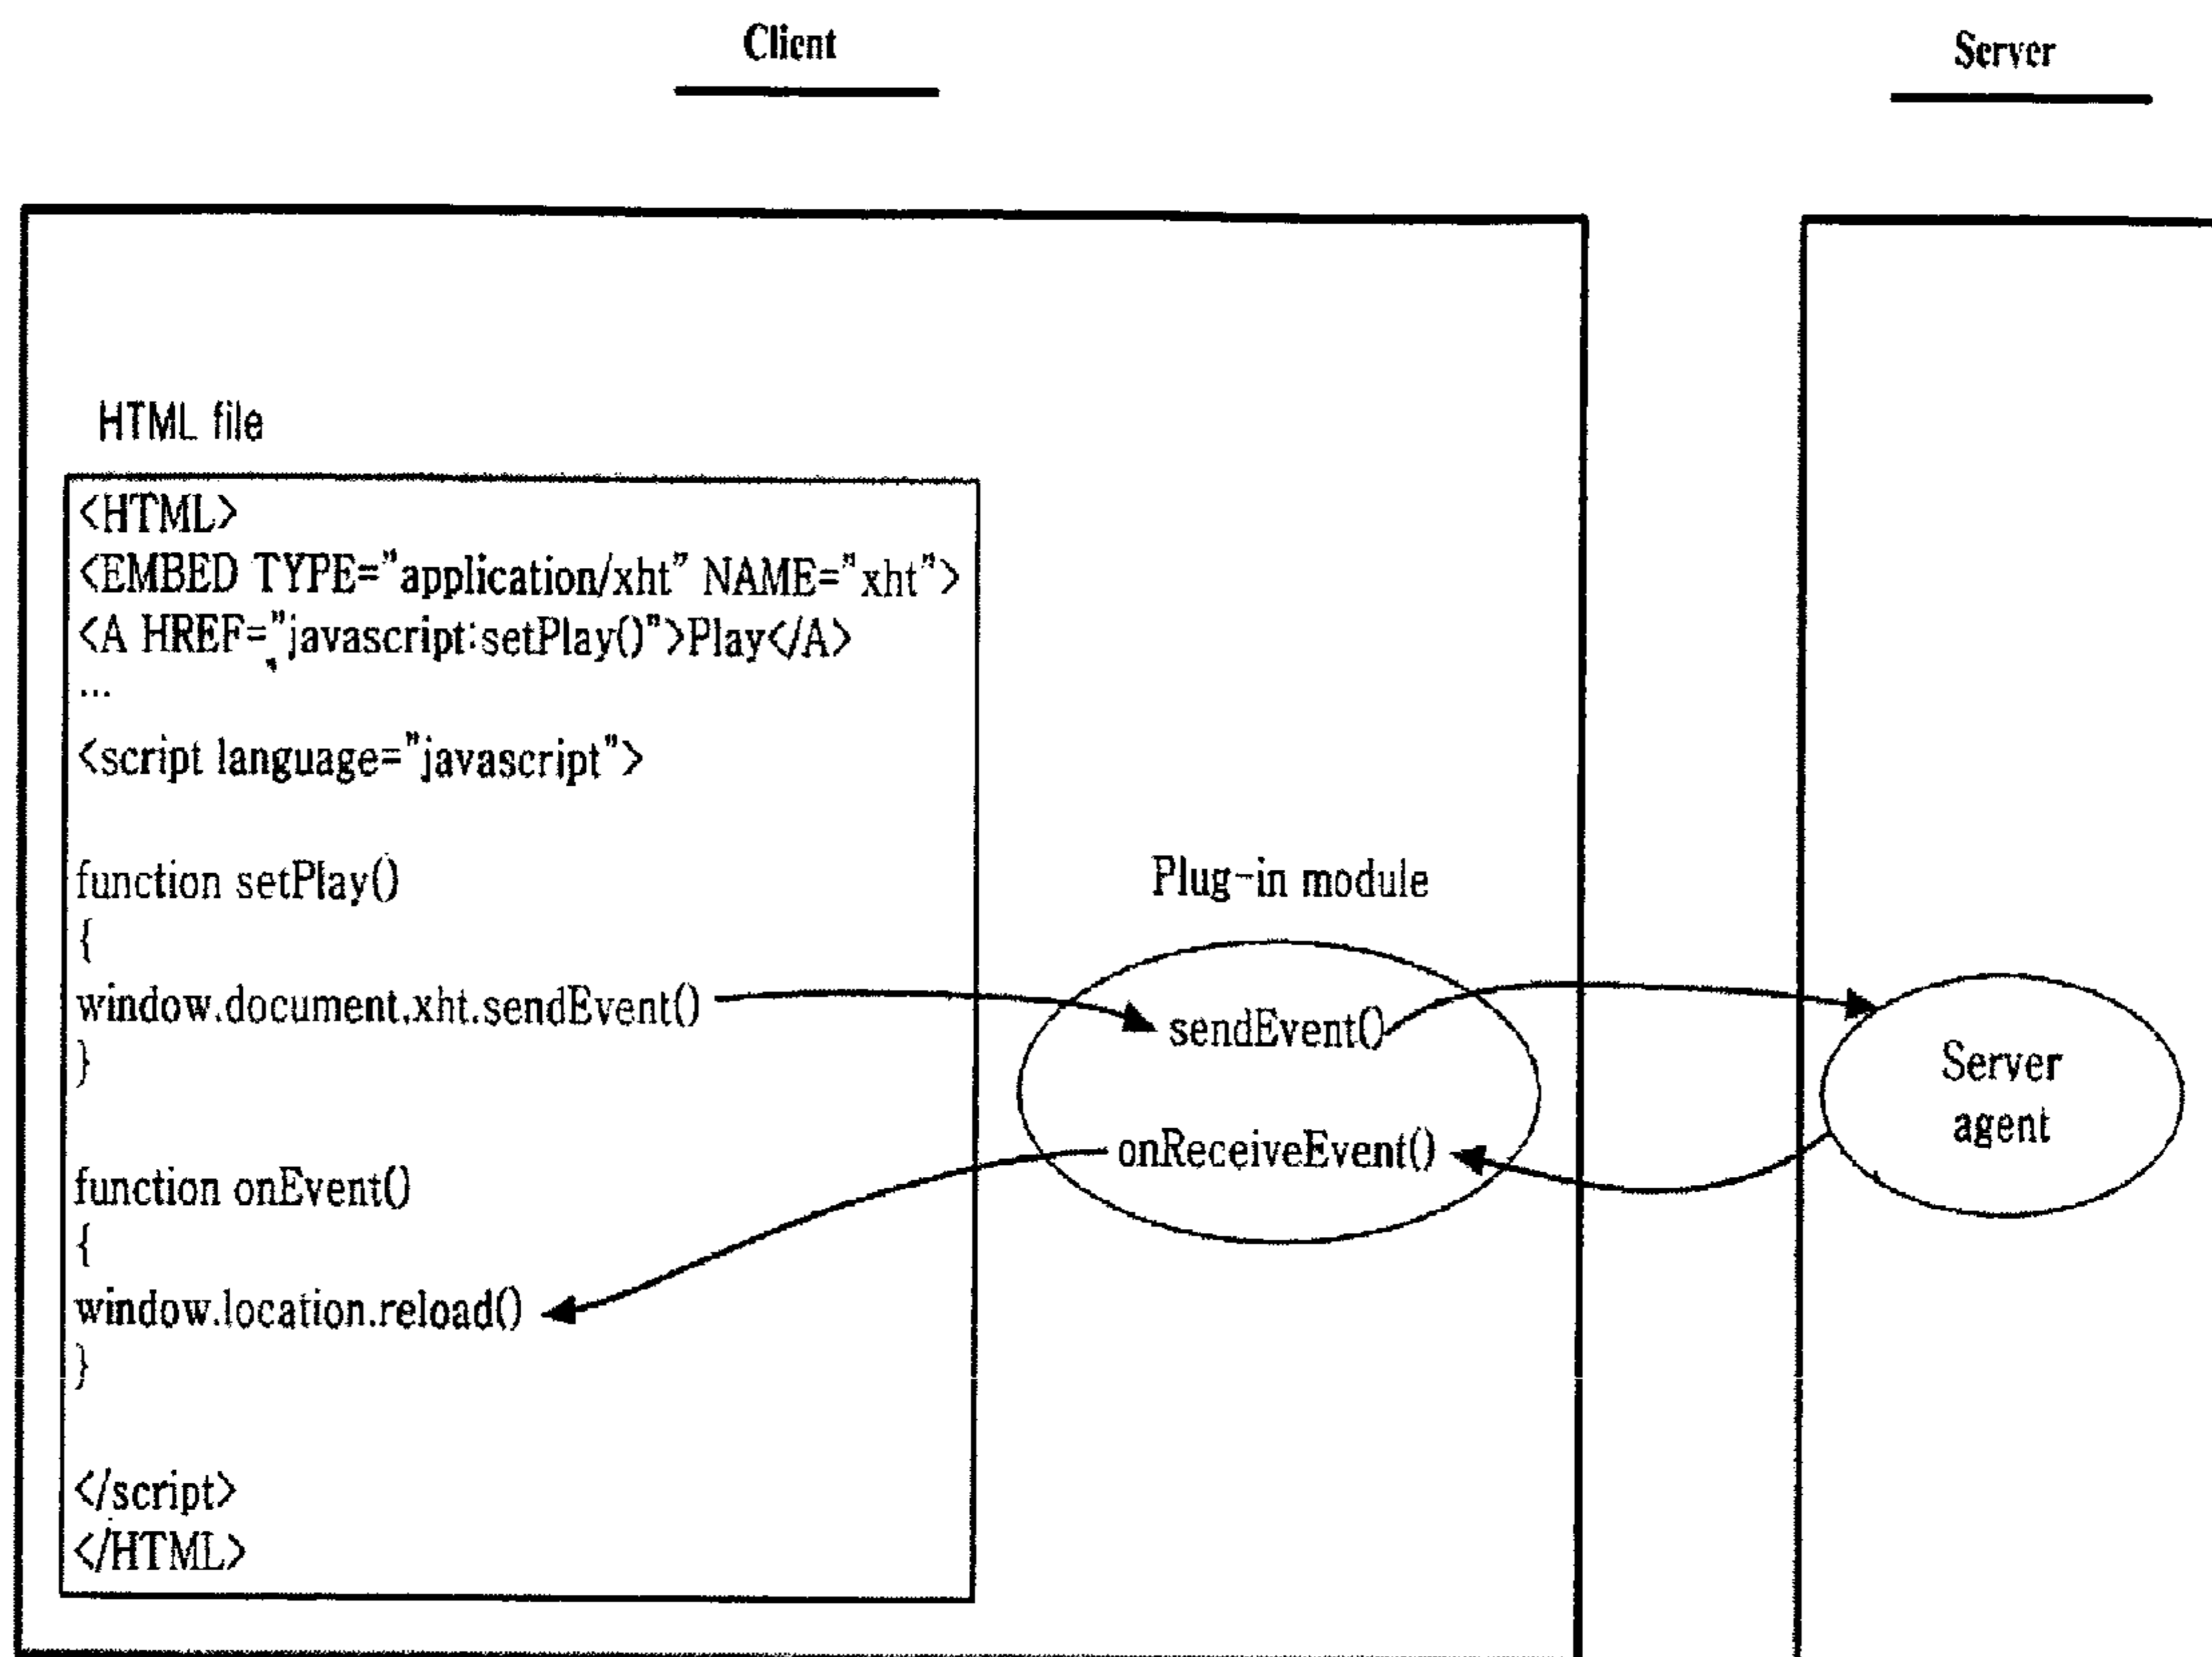 Client
Server
HTML file
<HTML>
<EMBED TYPE="application/xht" NAME="xht">
<A HREF="javascript:setPlay()">Play</A>
...
<script language="javascript">
function setPlay()
{
window.document.xht.sendEvent()
}
function onEvent()
{
window.location.reload()
}
</script>
</HTML>
Plug-in module
sendEvent()
onReceiveEvent()
Server
agent